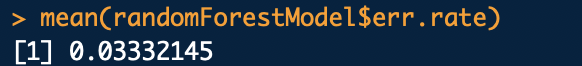 > mean(randomForestModel$err.rate)
[1] 0.03332145